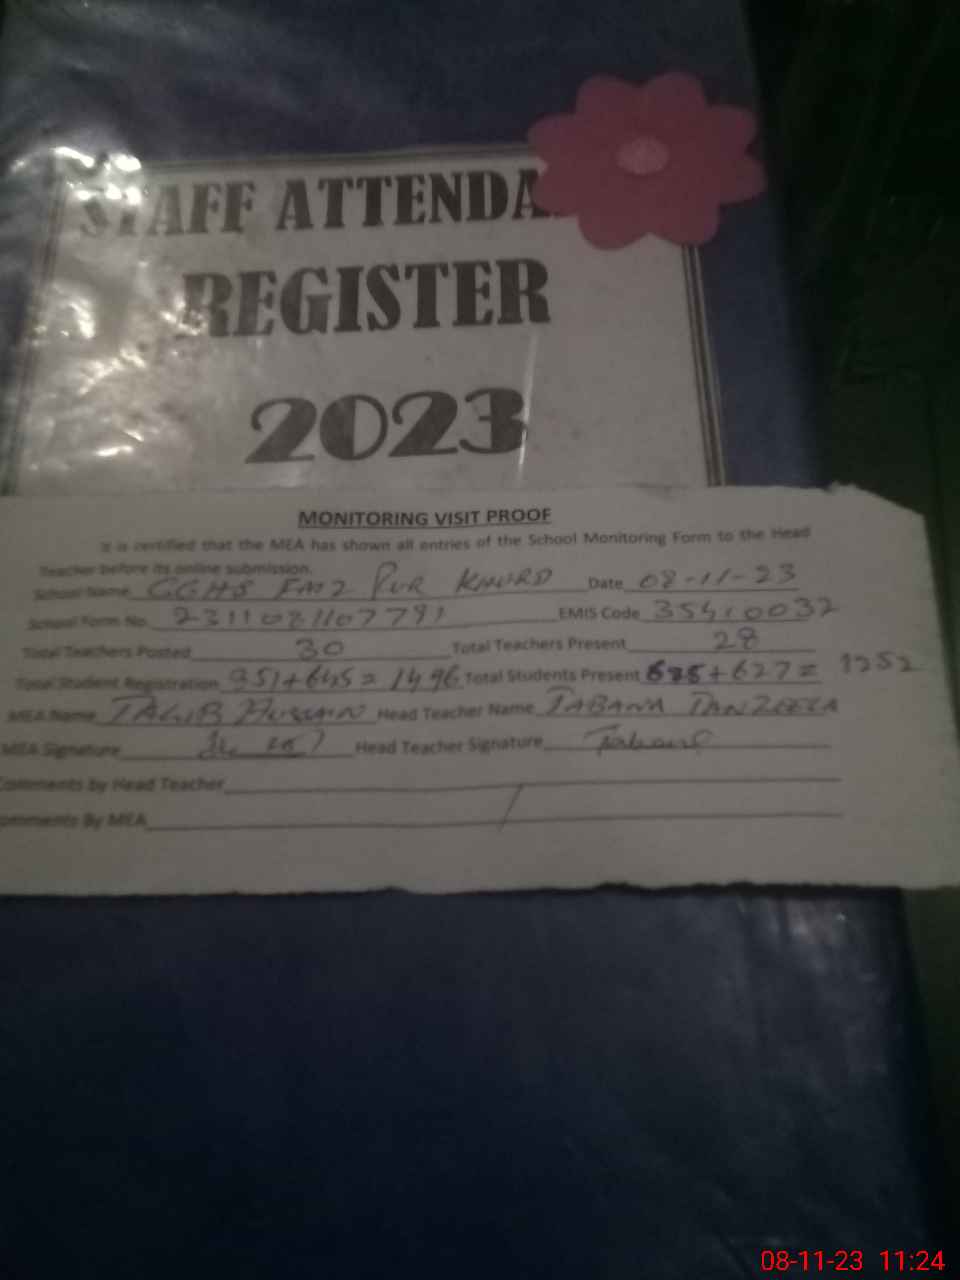 STAFF ATTENDA
REGISTER
2023
MONITORING VISIT PROOF
It is certified that the MEA has shown all entries of the School Monitoring Form to the Head
Teacher before its online submission.
School Name GGHS Faiz Pur Khurd Date 08-11-23
School Form No. 231108110779 EMIS Code 35410032
Total Teachers Posted 30 Total Teachers Present 28
Total Student Registration 851+645= 1496 Total Students Present 625+627= 1252
MEA Name TALIB HUSSAIN Head Teacher Name TABANA TANZEELA
MEA Signature Head Teacher Signature
Comments by Head Teacher
Comments By MEA
08-11-23 11:24